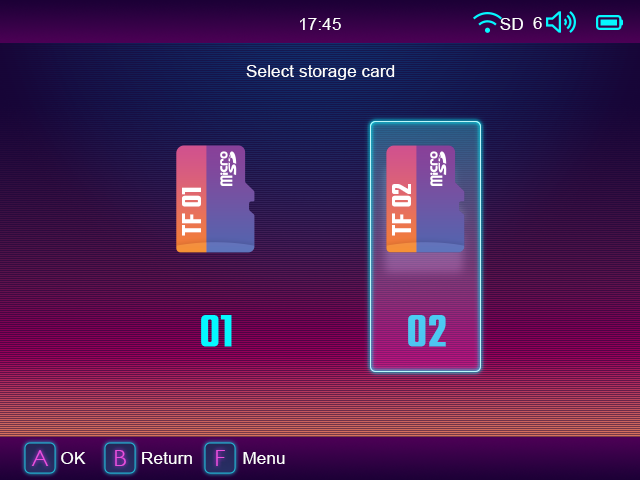 17:45 SD 6
Select storage card
TF 01 micro SD
TF 02 micro SD
01 02
A OK B Return F Menu